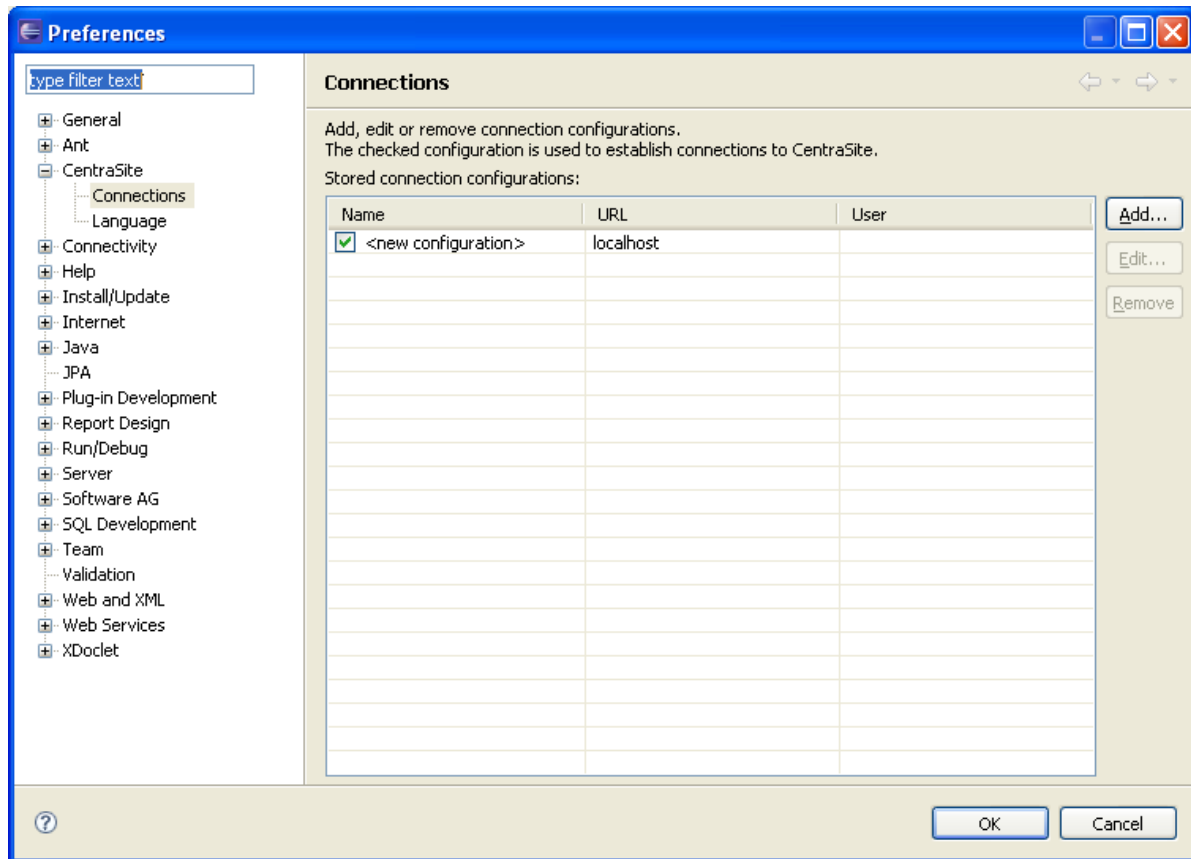 Preferences
type filter text
General
Ant
CentraSite
Connections
Language
Connectivity
Help
Install/Update
Internet
Java
JPA
Plug-in Development
Report Design
Run/Debug
Server
Software AG
SQL Development
Team
Validation
Web and XML
Web Services
XDoclet
Connections
Add, edit or remove connection configurations.
The checked configuration is used to establish connections to CentraSite.
Stored connection configurations:
Name URL User
<new configuration> localhost
Add...
Edit...
Remove
OK Cancel